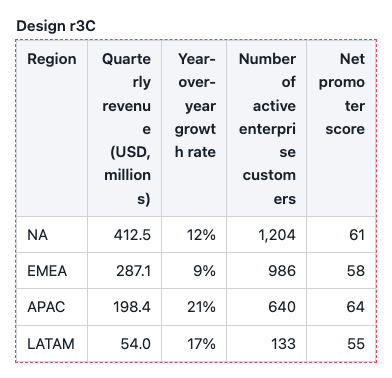 Design r3C
Region
Quarte
rly
revenu
e
(USD,
million
s)
Year-
over-
year
growt
h rate
Number
of
active
enterpri
se
custom
ers
Net
promo
ter
score
NA 412.5 12% 1,204 61
EMEA 287.1 9% 986 58
APAC 198.4 21% 640 64
LATAM 54.0 17% 133 55